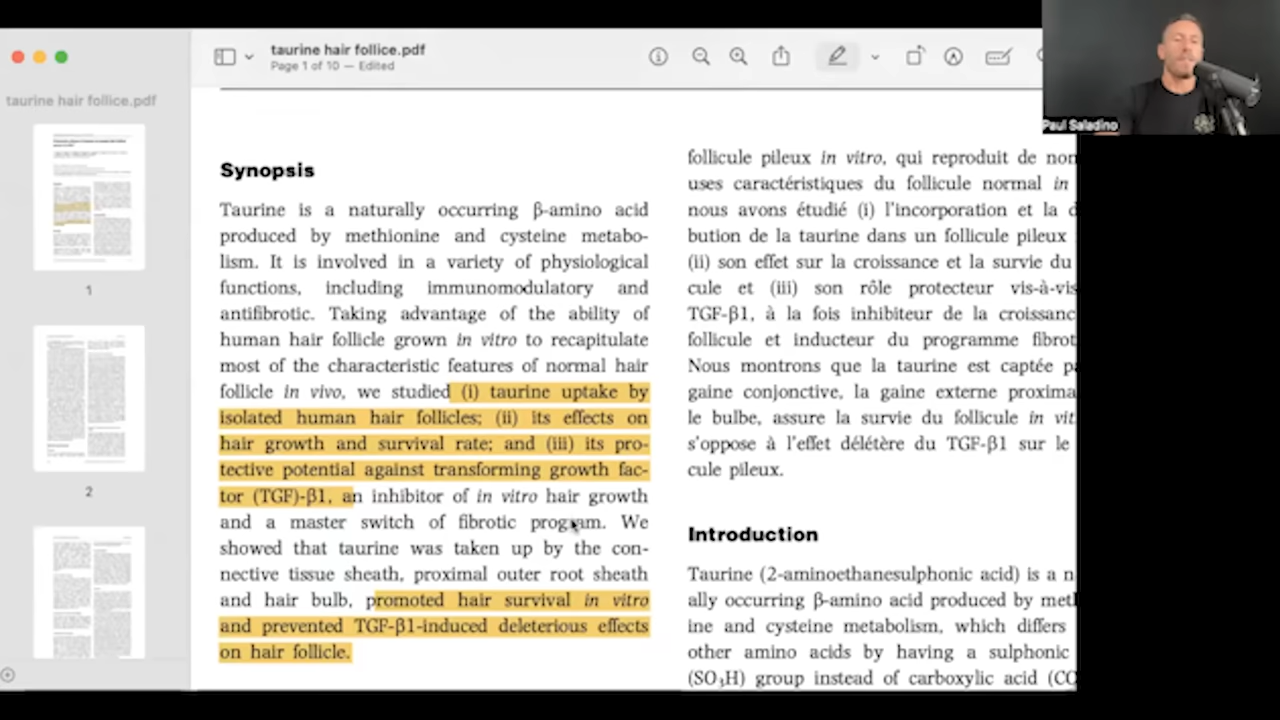 taurine hair follice.pdf
Page 1 of 10 — Edited
Paul Saladino
taurine hair follice.pdf
1
2
Synopsis
Taurine is a naturally occurring β-amino acid
produced by methionine and cysteine metabo-
lism. It is involved in a variety of physiological
functions, including immunomodulatory and
antifibrotic. Taking advantage of the ability of
human hair follicle grown in vitro to recapitulate
most of the characteristic features of normal hair
follicle in vivo, we studied (i) taurine uptake by
isolated human hair follicles; (ii) its effects on
hair growth and survival rate; and (iii) its pro-
tective potential against transforming growth fac-
tor (TGF)-β1, an inhibitor of in vitro hair growth
and a master switch of fibrotic program. We
showed that taurine was taken up by the con-
nective tissue sheath, proximal outer root sheath
and hair bulb, promoted hair survival in vitro
and prevented TGF-β1-induced deleterious effects
on hair follicle.
follicule pileux in vitro, qui reproduit de nom
uses caractéristiques du follicule normal in
nous avons étudié (i) l'incorporation et la d
bution de la taurine dans un follicule pileux
(ii) son effet sur la croissance et la survie du
cule et (iii) son rôle protecteur vis-à-vis
TGF-β1, à la fois inhibiteur de la croissanc
follicule et inducteur du programme fibrot
Nous montrons que la taurine est captée pa
gaine conjonctive, la gaine externe proxima
le bulbe, assure la survie du follicule in vit
s'oppose à l'effet délétère du TGF-β1 sur le
cule pileux.
Introduction
Taurine (2-aminoethanesulphonic acid) is a n
ally occurring β-amino acid produced by meth
ine and cysteine metabolism, which differs
other amino acids by having a sulphonic
(SO₃H) group instead of carboxylic acid (CO